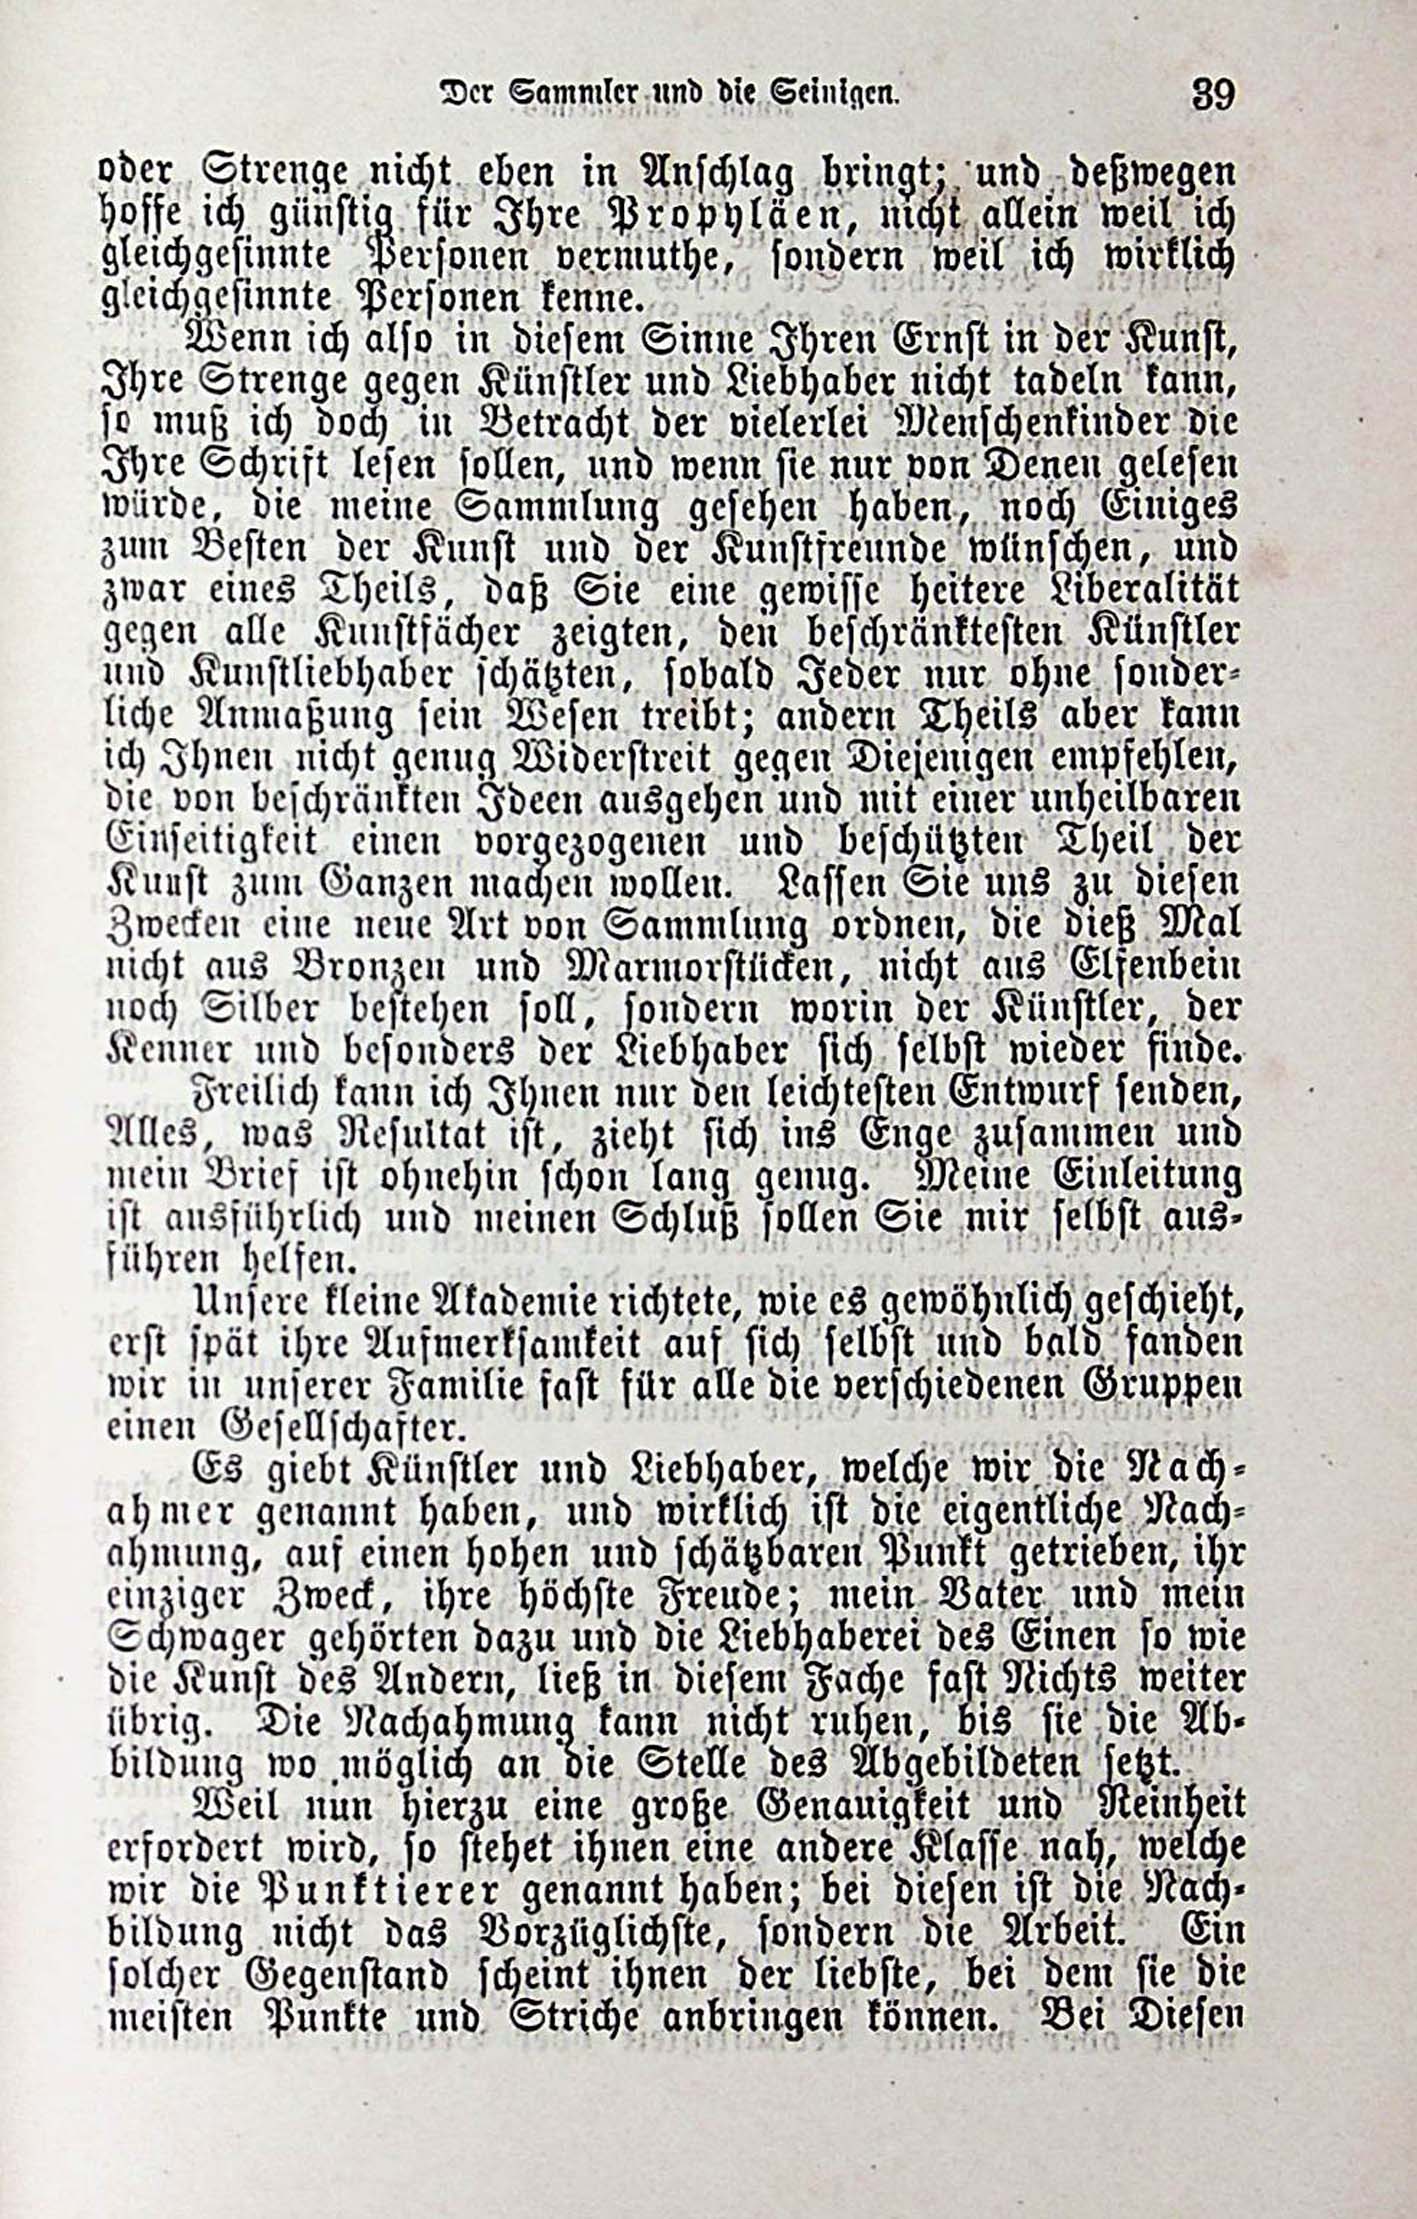 Der Sammler und die Seinigen. 39
oder Strenge nicht eben in Anschlag bringt; und deßwegen
hoffe ich günstig für Ihre Propyläen, nicht allein weil ich
gleichgesinnte Personen vermuthe, sondern weil ich wirklich
gleichgesinnte Personen kenne.
Wenn ich also in diesem Sinne Ihren Ernst in der Kunst,
Ihre Strenge gegen Künstler und Liebhaber nicht tadeln kann,
so muß ich doch in Betracht der vielerlei Menschenkinder die
Ihre Schrift lesen sollen, und wenn sie nur von Denen gelesen
würde, die meine Sammlung gesehen haben, noch Einiges
zum Besten der Kunst und der Kunstfreunde wünschen, und
zwar eines Theils, daß Sie eine gewisse heitere Liberalität
gegen alle Kunstfächer zeigten, den beschränktesten Künstler
und Kunstliebhaber schätzten, sobald Jeder nur ohne sonder-
liche Anmaßung sein Wesen treibt; andern Theils aber kann
ich Ihnen nicht genug Widerstreit gegen Diejenigen empfehlen,
die von beschränkten Ideen ausgehen und mit einer unheilbaren
Einseitigkeit einen vorgezogenen und beschützten Theil der
Kunst zum Ganzen machen wollen. Lassen Sie uns zu diesen
Zwecken eine neue Art von Sammlung ordnen, die dieß Mal
nicht aus Bronzen und Marmorstücken, nicht aus Elfenbein
noch Silber bestehen soll, sondern worin der Künstler, der
Kenner und besonders der Liebhaber sich selbst wieder finde.
Freilich kann ich Ihnen nur den leichtesten Entwurf senden,
Alles, was Resultat ist, zieht sich ins Enge zusammen und
mein Brief ist ohnehin schon lang genug. Meine Einleitung
ist ausführlich und meinen Schluß sollen Sie mir selbst aus-
führen helfen.
Unsere kleine Akademie richtete, wie es gewöhnlich geschieht,
erst spät ihre Aufmerksamkeit auf sich selbst und bald fanden
wir in unserer Familie fast für alle die verschiedenen Gruppen
einen Gesellschafter.
Es giebt Künstler und Liebhaber, welche wir die Nach-
ahmer genannt haben, und wirklich ist die eigentliche Nach-
ahmung, auf einen hohen und schätzbaren Punkt getrieben, ihr
einziger Zweck, ihre höchste Freude; mein Vater und mein
Schwager gehörten dazu und die Liebhaberei des Einen so wie
die Kunst des Andern, ließ in diesem Fache fast Nichts weiter
übrig. Die Nachahmung kann nicht ruhen, bis sie die Ab-
bildung wo möglich an die Stelle des Abgebildeten setzt.
Weil nun hierzu eine große Genauigkeit und Reinheit
erfordert wird, so stehet ihnen eine andere Klasse nah, welche
wir die Punktierer genannt haben; bei diesen ist die Nach-
bildung nicht das Vorzüglichste, sondern die Arbeit. Ein
solcher Gegenstand scheint ihnen der liebste, bei dem sie die
meisten Punkte und Striche anbringen können. Bei Diesen